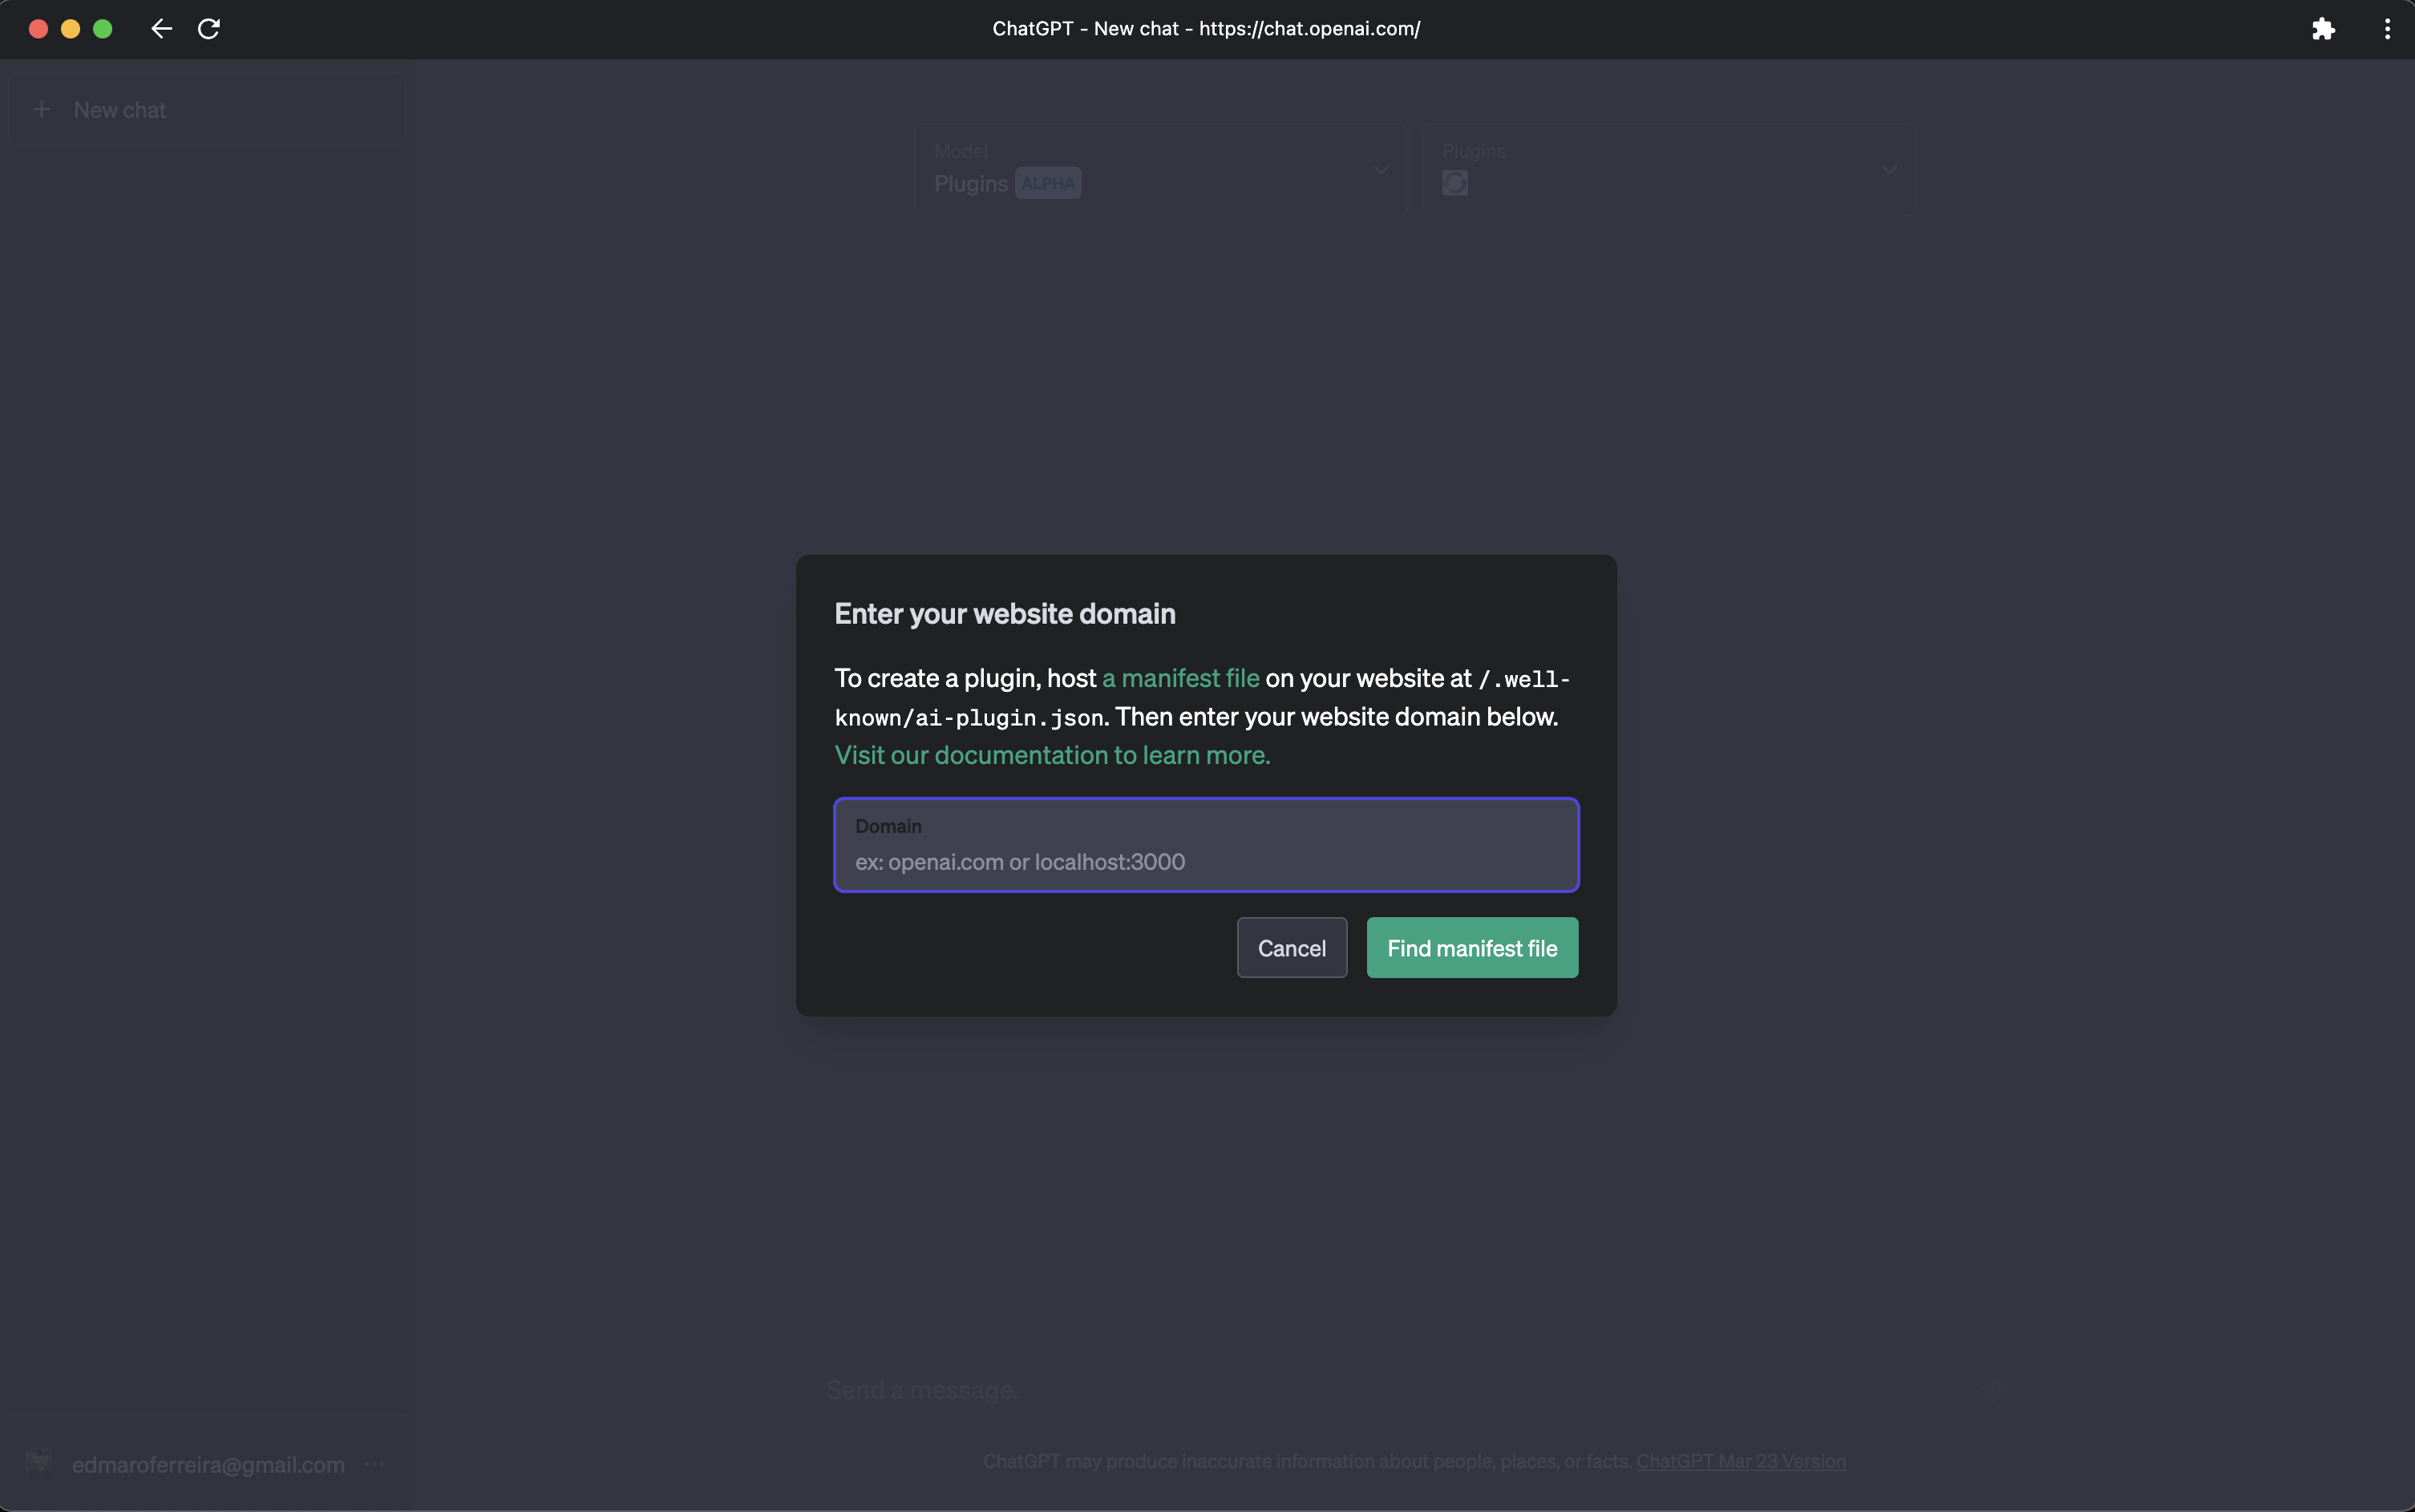 ChatGPT - New chat - https://chat.openai.com/
New chat
Model
Plugins ALPHA
Plugins
Enter your website domain
To create a plugin, host a manifest file on your website at /.well-
known/ai-plugin.json. Then enter your website domain below.
Visit our documentation to learn more.
Domain
ex: openai.com or localhost:3000
Cancel
Find manifest file
Send a message.
edmaroferreira@gmail.com
ChatGPT may produce inaccurate information about people, places, or facts. ChatGPT Mar 23 Version